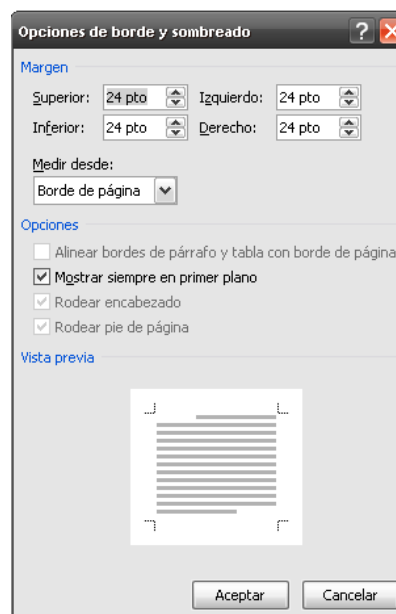 Opciones de borde y sombreado
Margen
Superior: 24 pto Izquierdo: 24 pto
Inferior: 24 pto Derecho: 24 pto
Medir desde:
Borde de página
Opciones
Alinear bordes de párrafo y tabla con borde de página
Mostrar siempre en primer plano
Rodear encabezado
Rodear pie de página
Vista previa
Aceptar Cancelar